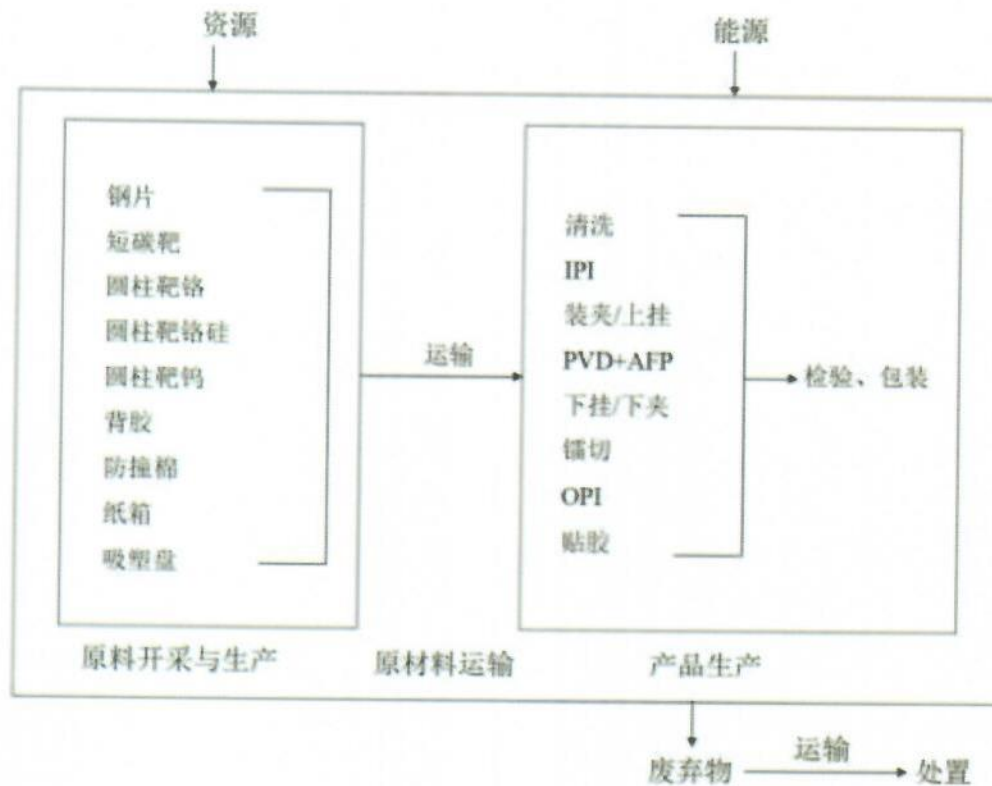 资源
能源
钢片
短碳靶
圆柱靶铬
圆柱靶铬硅
圆柱靶钨
背胶
防撞棉
纸箱
吸塑盘
运输
清洗
IPI
装夹/上挂
PVD+AFP
下挂/下夹
镭切
OPI
贴胶
检验、包装
原料开采与生产
原材料运输
产品生产
废弃物
运输
处置